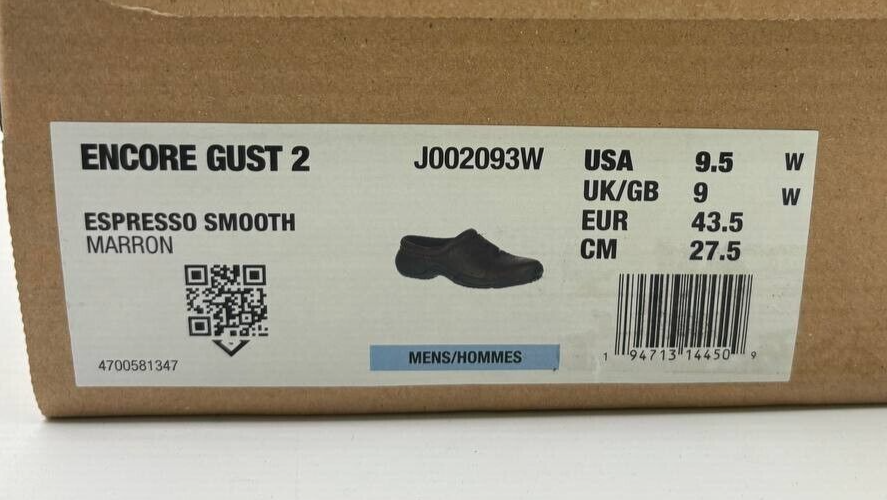 ENCORE GUST 2 J002093W
ESPRESSO SMOOTH
MARRON
4700581347
MENS/HOMMES
USA 9.5 W
UK/GB 9 W
EUR 43.5
CM 27.5
1 94713 14450 9